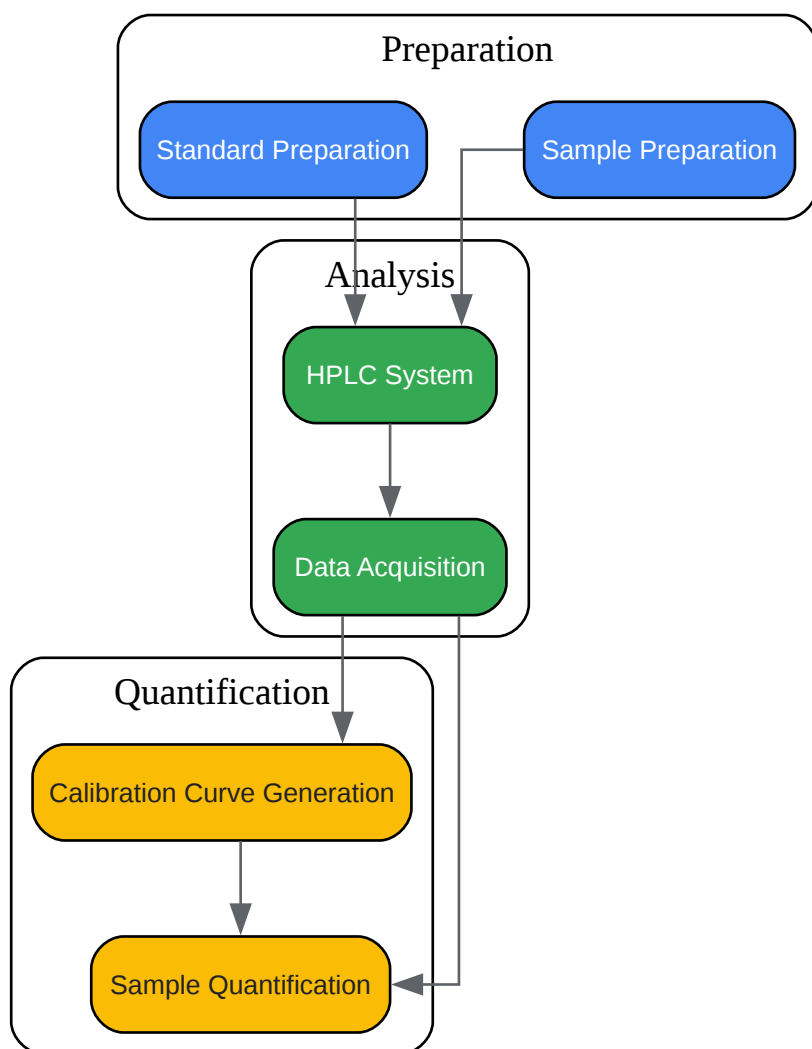 Preparation
Standard Preparation
Sample Preparation
Analysis
HPLC System
Data Acquisition
Quantification
Calibration Curve Generation
Sample Quantification